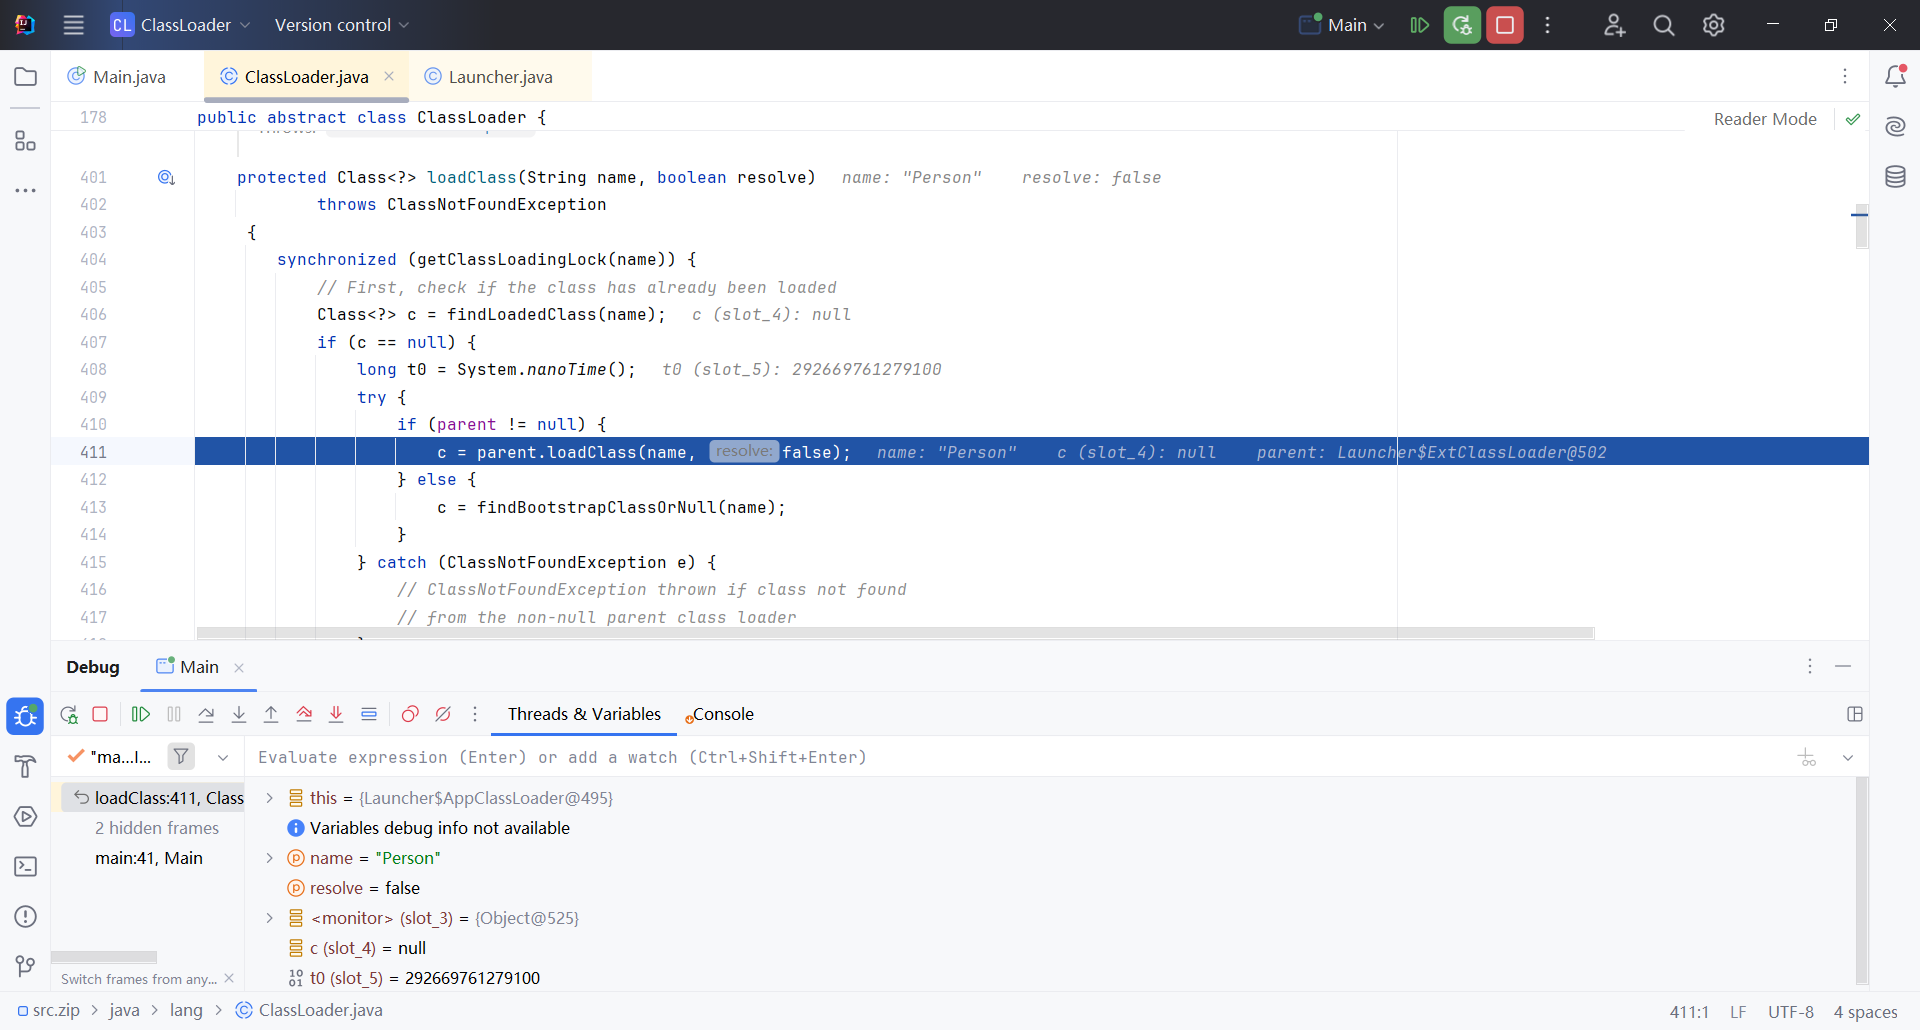 CL ClassLoader Version control Main
Main.java ClassLoader.java Launcher.java
178 public abstract class ClassLoader { Reader Mode
401 protected Class<?> loadClass(String name, boolean resolve) name: "Person" resolve: false
402 throws ClassNotFoundException
403 {
404 synchronized (getClassLoadingLock(name)) {
405 // First, check if the class has already been loaded
406 Class<?> c = findLoadedClass(name); c (slot_4): null
407 if (c == null) {
408 long t0 = System.nanoTime(); t0 (slot_5): 292669761279100
409 try {
410 if (parent != null) {
411 c = parent.loadClass(name, resolve: false); name: "Person" c (slot_4): null parent: Launcher$ExtClassLoader@502
412 } else {
413 c = findBootstrapClassOrNull(name);
414 }
415 } catch (ClassNotFoundException e) {
416 // ClassNotFoundException thrown if class not found
417 // from the non-null parent class loader
Debug Main
Threads & Variables Console
"ma...l... Evaluate expression (Enter) or add a watch (Ctrl+Shift+Enter)
loadClass:411, Class
2 hidden frames
main:41, Main
this = {Launcher$AppClassLoader@495}
Variables debug info not available
name = "Person"
resolve = false
<monitor> (slot_3) = {Object@525}
c (slot_4) = null
t0 (slot_5) = 292669761279100
Switch frames from any...
src.zip > java > lang > ClassLoader.java 411:1 LF UTF-8 4 spaces